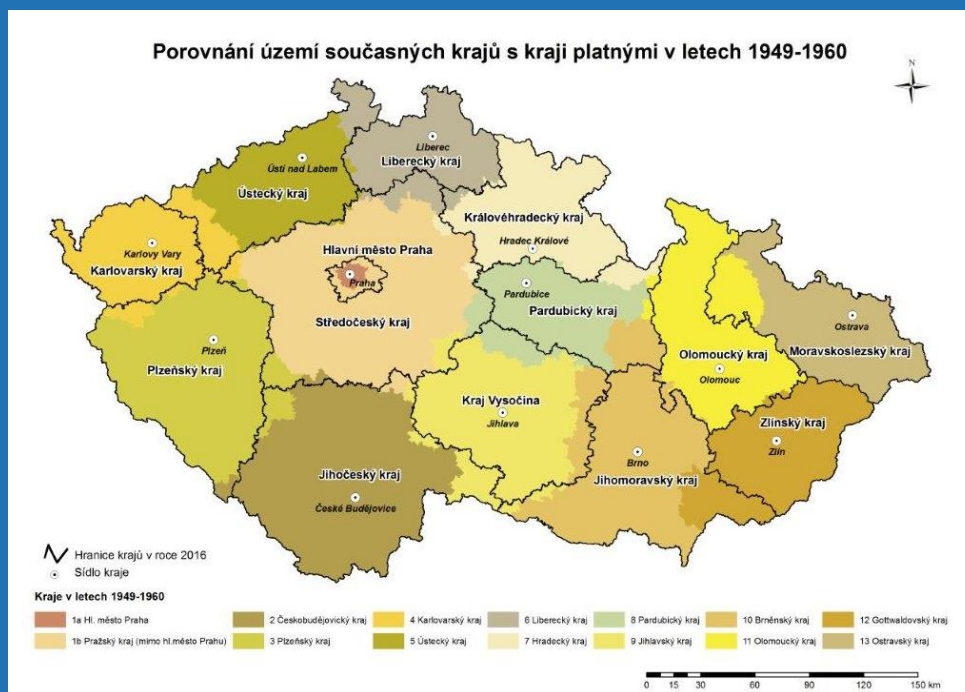 Porovnání území současných krajů s kraji platnými v letech 1949-1960
N
Liberec
Liberecký kraj
Ústí nad Labem
Ústecký kraj
Královéhradecký kraj
Hradec Králové
Karlovy Vary
Karlovarský kraj
Hlavní město Praha
Praha
Pardubice
Pardubický kraj
Středočeský kraj
Ostrava
Moravskoslezský kraj
Plzeň
Plzeňský kraj
Olomoucký kraj
Olomouc
Kraj Vysočina
Jihlava
Zlínský kraj
Zlín
Brno
Jihomoravský kraj
Jihočeský kraj
České Budějovice
Hranice krajů v roce 2016
Sídlo kraje
Kraje v letech 1949-1960
1a Hl. město Praha
2 Českobudějovický kraj
4 Karlovarský kraj
6 Liberecký kraj
8 Pardubický kraj
10 Brněnský kraj
12 Gottwaldovský kraj
1b Pražský kraj (mimo hl.město Prahu)
3 Plzeňský kraj
5 Ústecký kraj
7 Hradecký kraj
9 Jihlavský kraj
11 Olomoucký kraj
13 Ostravský kraj
0 15 30 60 90 120 150 km